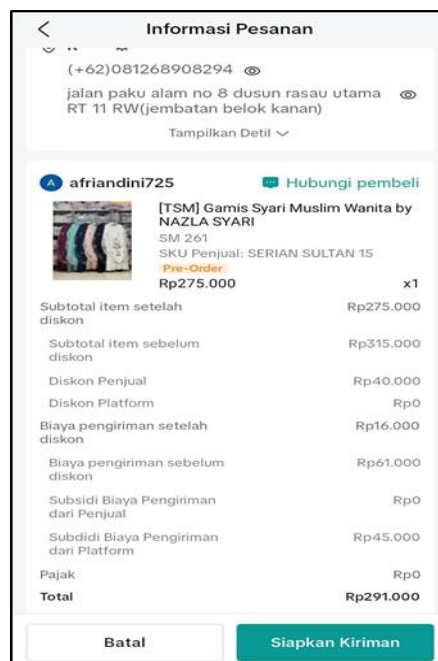 Informasi Pesanan
(+62)081268908294
jalan paku alam no 8 dusun rasau utama
RT 11 RW(jembatan belok kanan)
Tampilkan Detil
A afriandini725
Hubungi pembeli
[TSM] Gamis Syari Muslim Wanita by
NAZLA SYARI
SM 261
SKU Penjual: SERIAN SULTAN 15
Pre-Order
Rp275.000 x1
Subtotal item setelah Rp275.000
diskon
Subtotal item sebelum Rp315.000
diskon
Diskon Penjual Rp40.000
Diskon Platform Rp0
Biaya pengiriman setelah Rp16.000
diskon
Biaya pengiriman sebelum Rp61.000
diskon
Subsidi Biaya Pengiriman Rp0
dari Penjual
Subdidi Biaya Pengiriman Rp45.000
dari Platform
Pajak Rp0
Total Rp291.000
Batal
Siapkan Kiriman